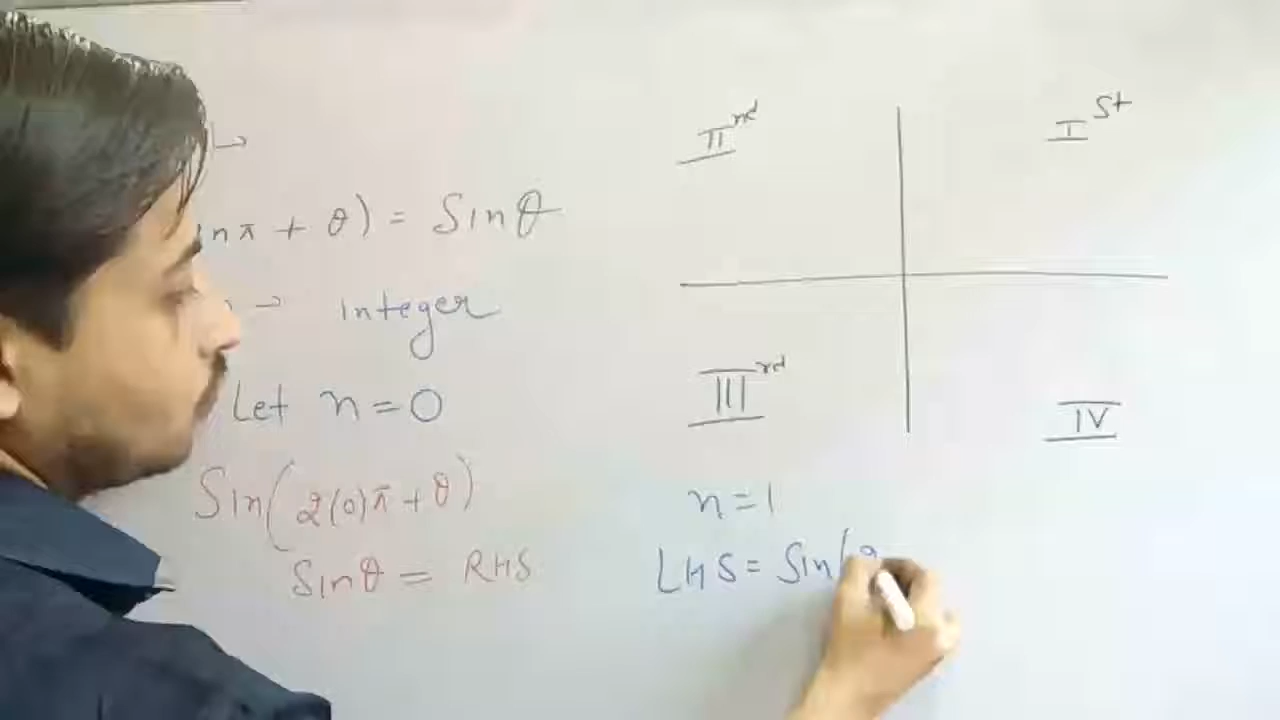 nπ + θ) = Sinθ
→ integer
Let n = 0
Sin(2(0)π + θ)
Sinθ = RHS
II nd
I st
III rd
IV
n = 1
LHS = Sin(2